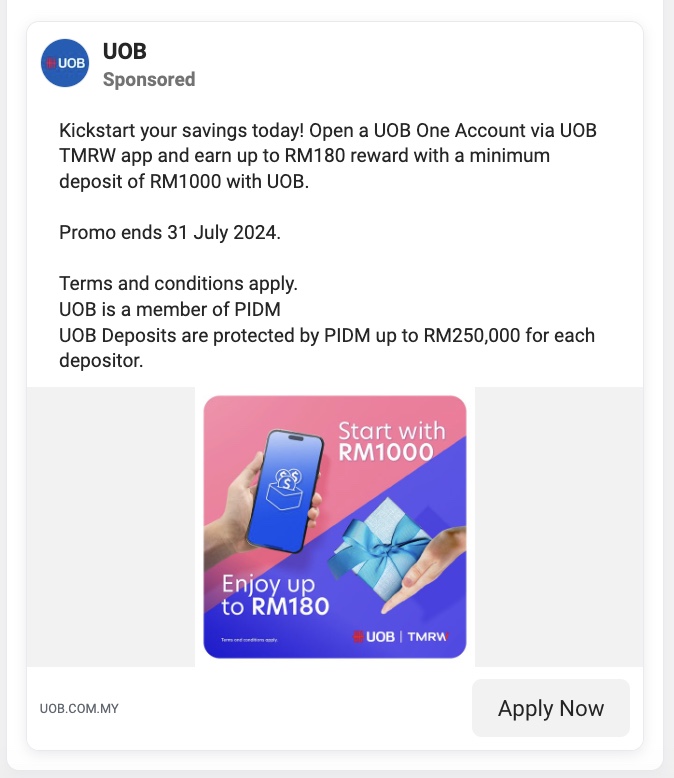 UOB
UOB
Sponsored
Kickstart your savings today! Open a UOB One Account via UOB
TMRW app and earn up to RM180 reward with a minimum
deposit of RM1000 with UOB.
Promo ends 31 July 2024.
Terms and conditions apply.
UOB is a member of PIDM
UOB Deposits are protected by PIDM up to RM250,000 for each
depositor.
Start with
RM1000
$ $
$
Enjoy up
to RM180
Terms and conditions apply.
UOB | TMRW
UOB.COM.MY
Apply Now